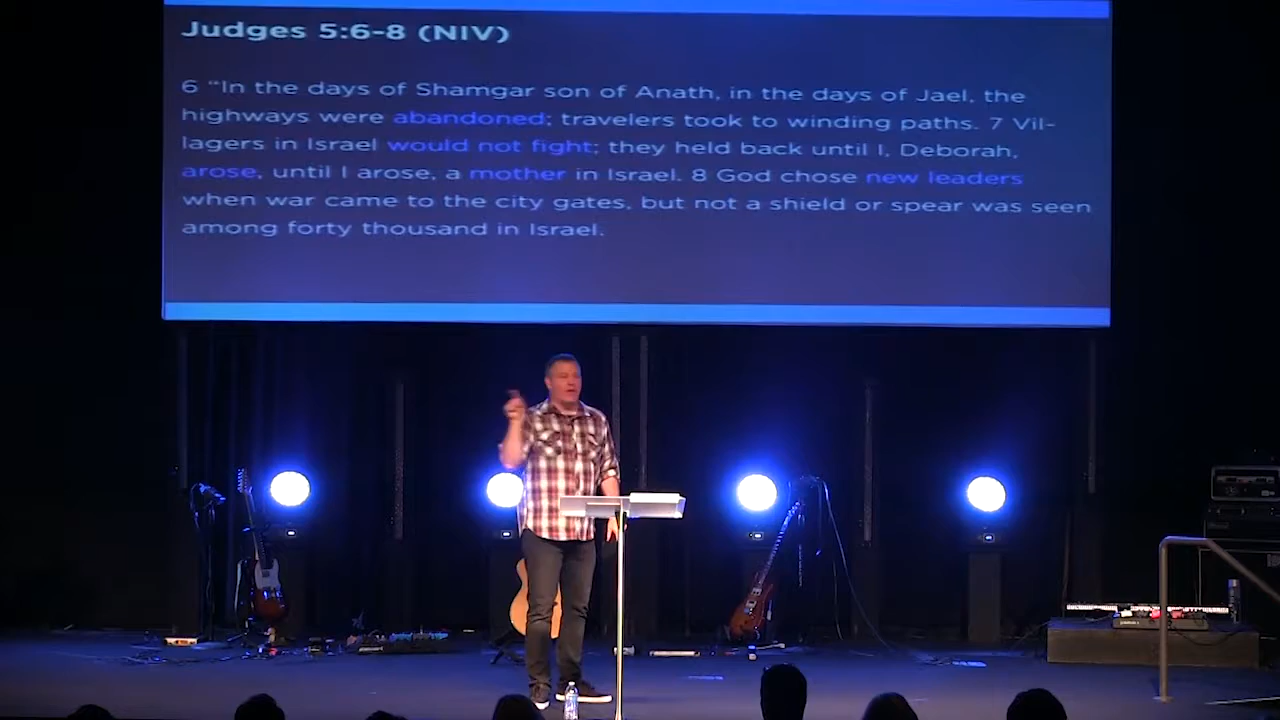 Judges 5:6-8 (NIV)
6 “In the days of Shamgar son of Anath, in the days of Jael, the
highways were abandoned; travelers took to winding paths. 7 Vil-
lagers in Israel would not fight; they held back until I, Deborah,
arose, until I arose, a mother in Israel. 8 God chose new leaders
when war came to the city gates, but not a shield or spear was seen
among forty thousand in Israel.